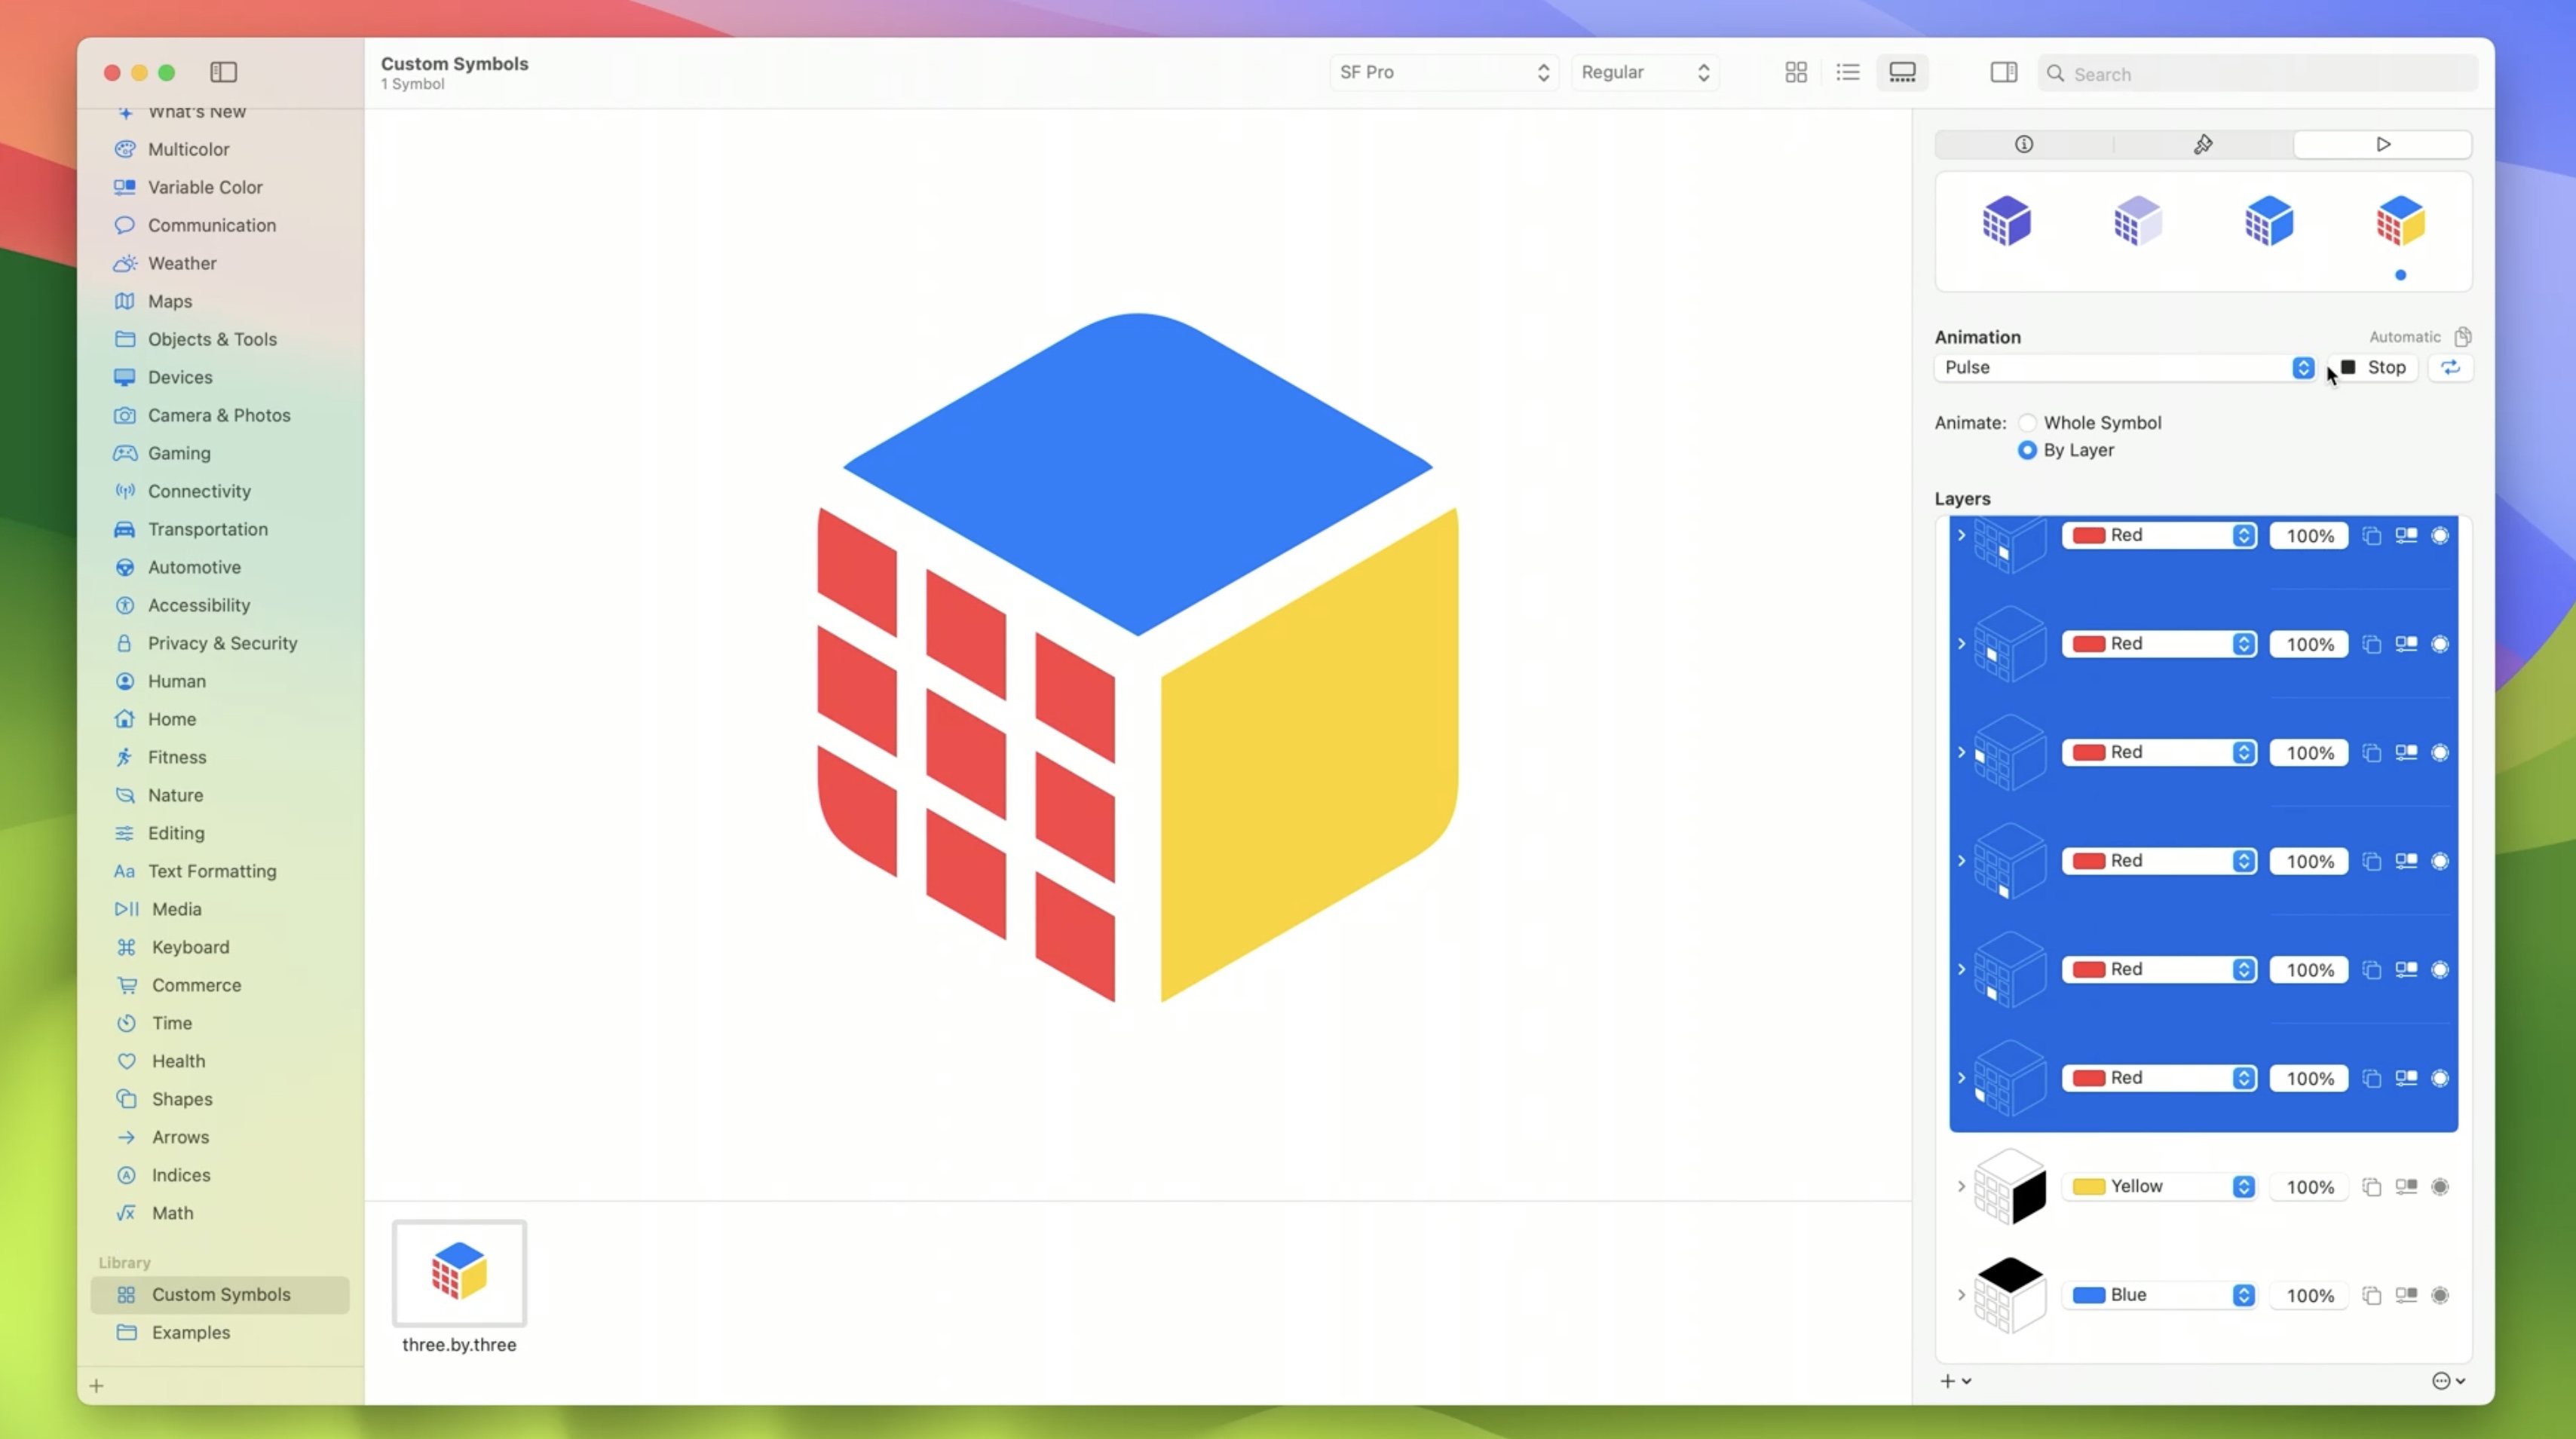 Custom Symbols
1 Symbol
SF Pro
Regular
Search
What's New
Multicolor
Variable Color
Communication
Weather
Maps
Objects & Tools
Devices
Camera & Photos
Gaming
Connectivity
Transportation
Automotive
Accessibility
Privacy & Security
Human
Home
Fitness
Nature
Editing
Aa Text Formatting
Media
Keyboard
Commerce
Time
Health
Shapes
Arrows
Indices
Math
Library
Custom Symbols
Examples
three.by.three
Animation
Automatic
Pulse
Stop
Animate: Whole Symbol
By Layer
Layers
Red 100%
Red 100%
Red 100%
Red 100%
Red 100%
Red 100%
Yellow 100%
Blue 100%